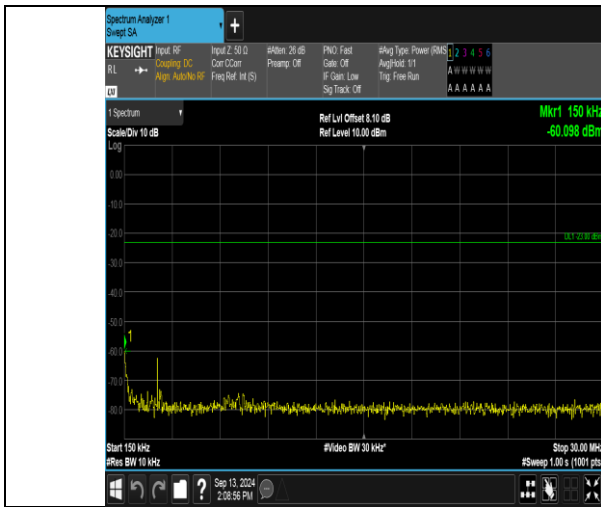 Spectrum Analyzer 1
Swept SA
+
KEYSIGHT Input: RF Input Z: 50 Ω #Atten: 26 dB PNO: Fast #Avg Type: Power (RMS 1 2 3 4 5 6
RL Coupling: DC Corr CCorr Preamp: Off Gate: Off Avg|Hold: 1/1 A W W W W W
Align: Auto/No RF Freq Ref: Int (S) IF Gain: Low Trig: Free Run
Sig Track: Off A A A A A A
LXI
1 Spectrum Ref Lvl Offset 8.10 dB Mkr1 150 kHz
Scale/Div 10 dB Ref Level 10.00 dBm -60.098 dBm
Log
0.00
-10.0
DL1 -23.00 dBm
-20.0
-30.0
-40.0
-50.0
1
-60.0
-70.0
-80.0
Start 150 kHz #Video BW 30 kHz* Stop 30.00 MHz
#Res BW 10 kHz #Sweep 1.00 s (1001 pts
? Sep 13, 2024
2:08:56 PM